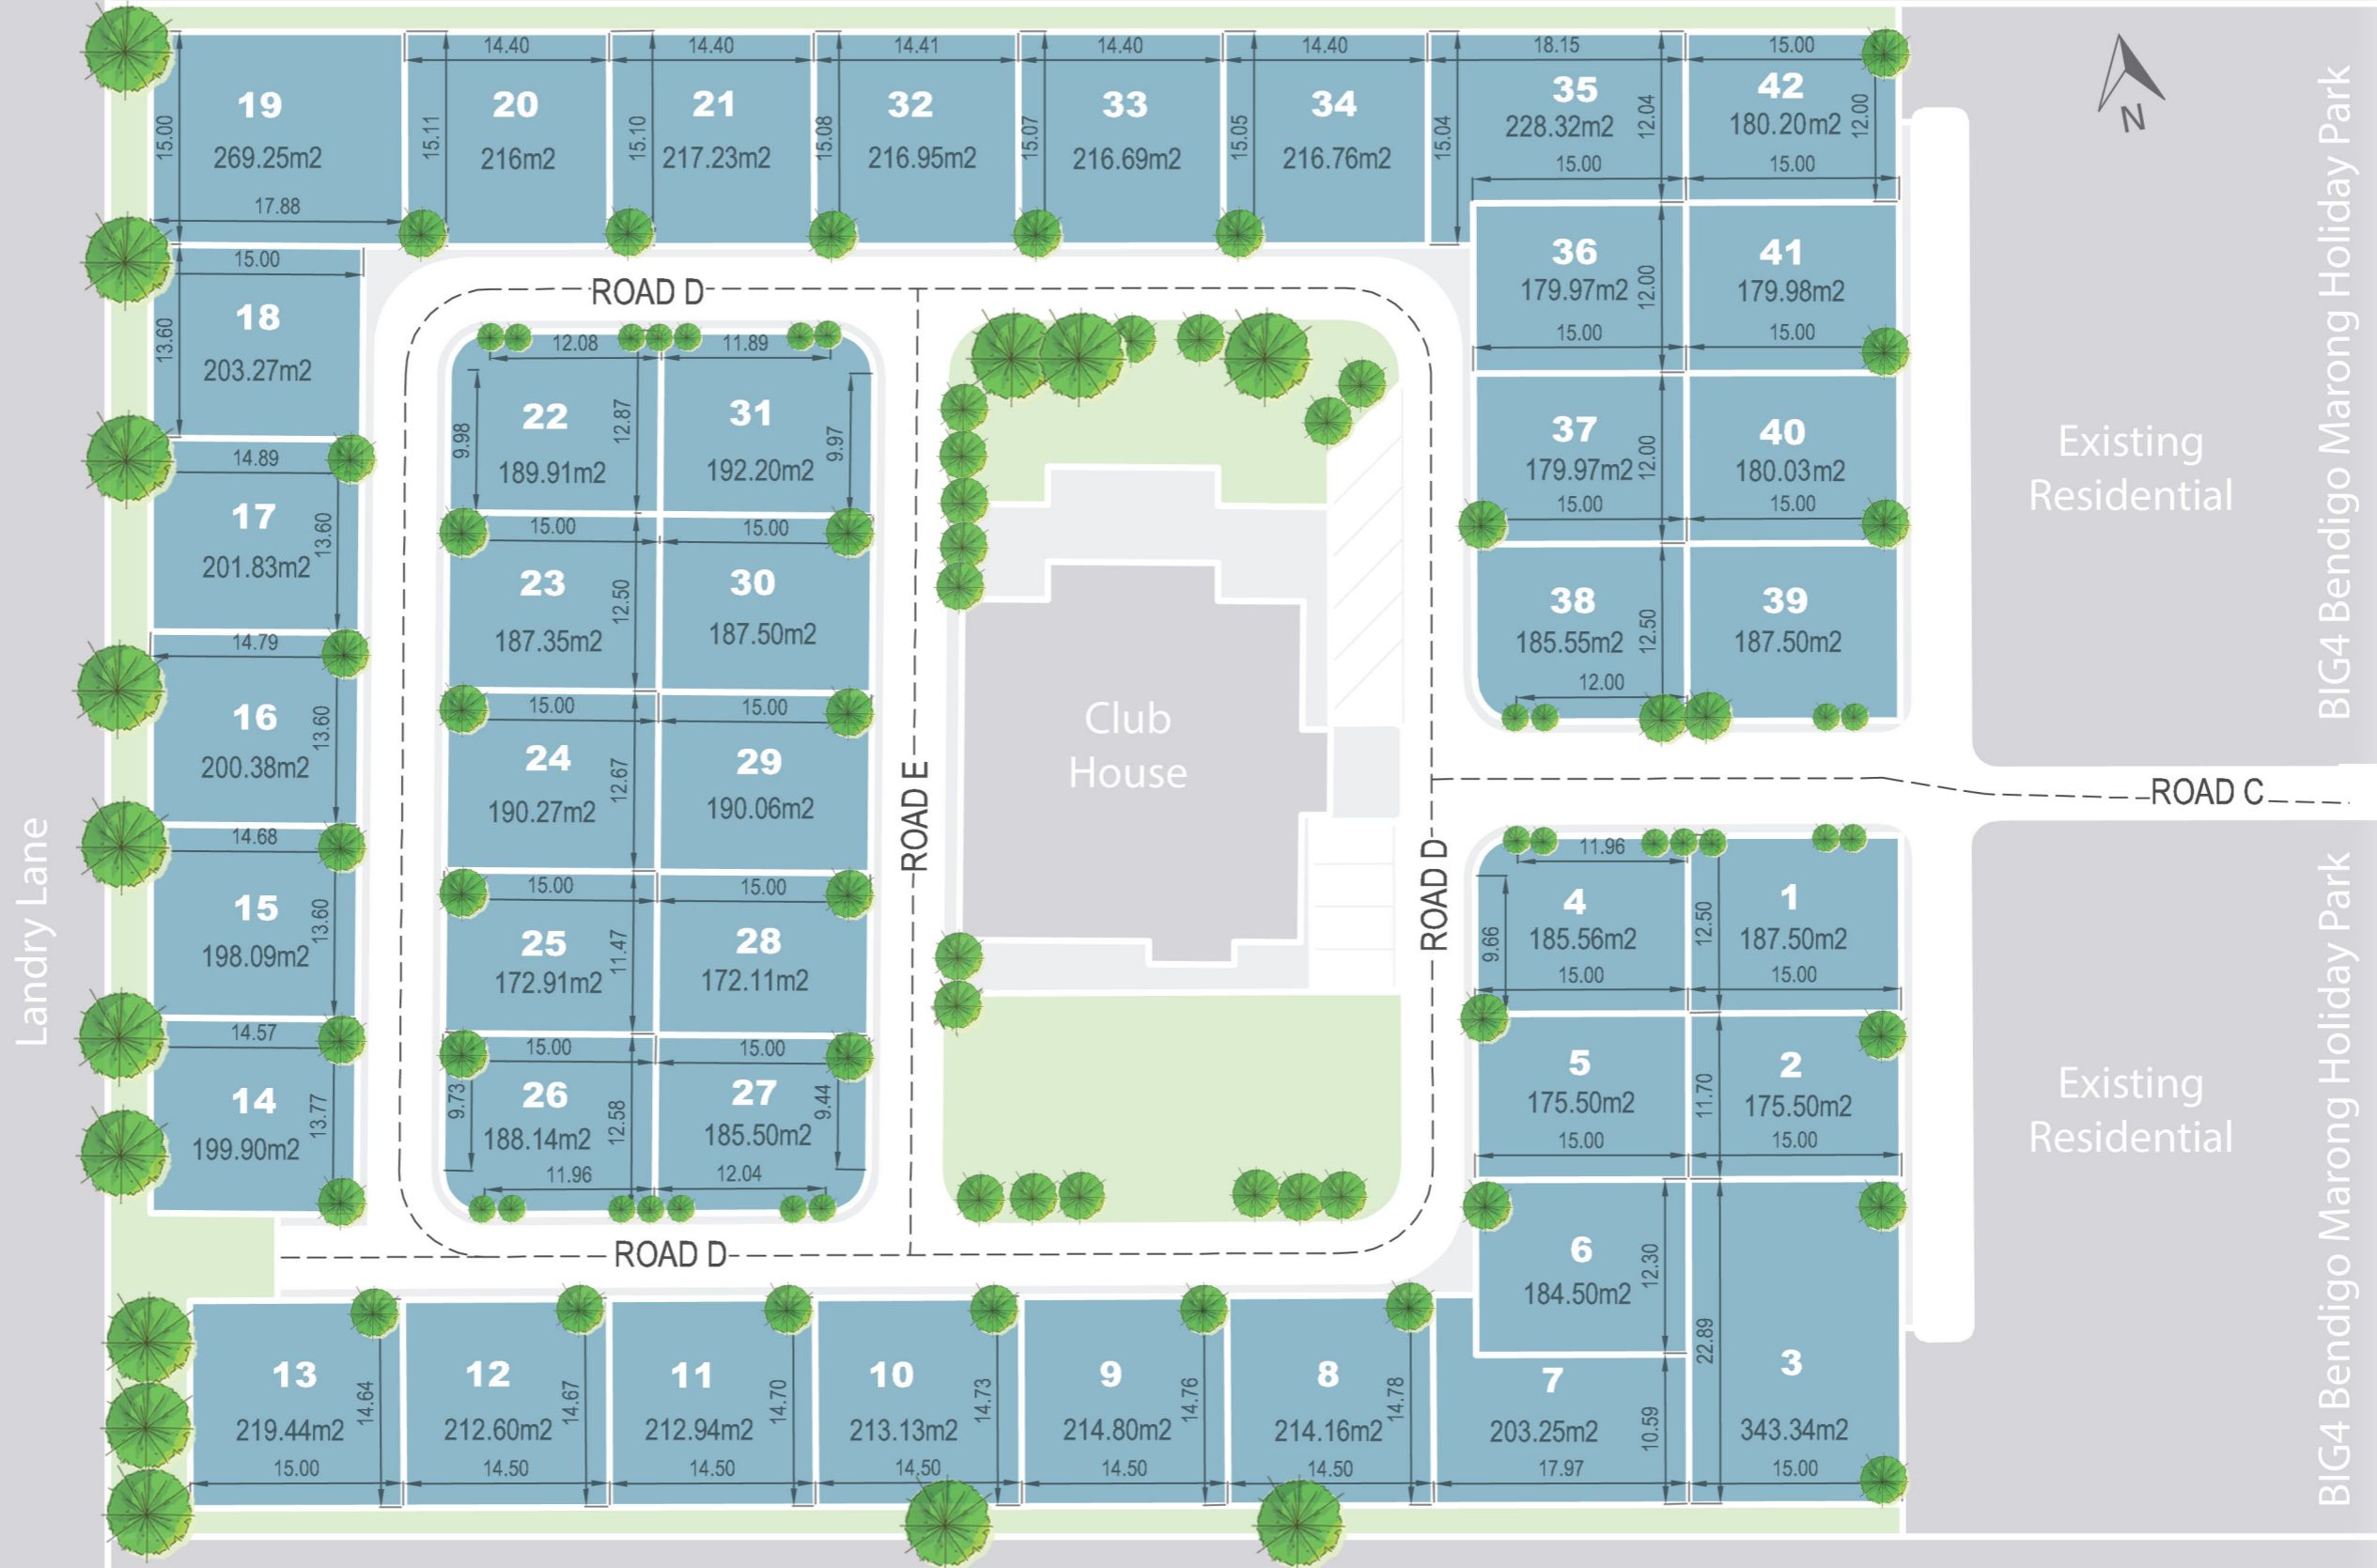 14.40
14.40
14.41
14.40
14.40
18.15
15.00
19
269.25m2
15.00
17.88
20
216m2
15.11
21
217.23m2
15.10
32
216.95m2
15.08
33
216.69m2
15.07
34
216.76m2
15.05
15.04
35
228.32m2
12.04
15.00
42
180.20m2
12.00
15.00
N
BIG4 Bendigo Marong Holiday Park
15.00
18
203.27m2
13.60
ROAD D
36
179.97m2
12.00
15.00
41
179.98m2
15.00
12.08
11.89
22
189.91m2
9.98
12.87
31
192.20m2
9.97
37
179.97m2
12.00
15.00
40
180.03m2
15.00
Existing
Residential
14.89
17
201.83m2
13.60
15.00
15.00
23
187.35m2
12.50
30
187.50m2
38
185.55m2
12.50
12.00
39
187.50m2
14.79
16
200.38m2
13.60
15.00
15.00
24
190.27m2
12.67
29
190.06m2
ROAD E
Club
House
ROAD C
Landry Lane
14.68
15
198.09m2
13.60
15.00
15.00
25
172.91m2
11.47
28
172.11m2
ROAD D
11.96
4
185.56m2
9.66
15.00
12.50
1
187.50m2
15.00
BIG4 Bendigo Marong Holiday Park
14.57
14
199.90m2
13.77
15.00
15.00
26
188.14m2
9.73
12.58
11.96
27
185.50m2
9.44
12.04
5
175.50m2
15.00
11.70
2
175.50m2
15.00
Existing
Residential
ROAD D
6
184.50m2
12.30
22.89
3
343.34m2
15.00
13
219.44m2
14.64
15.00
12
212.60m2
14.67
14.50
11
212.94m2
14.70
14.50
10
213.13m2
14.73
14.50
9
214.80m2
14.76
14.50
8
214.16m2
14.78
14.50
7
203.25m2
10.59
17.97